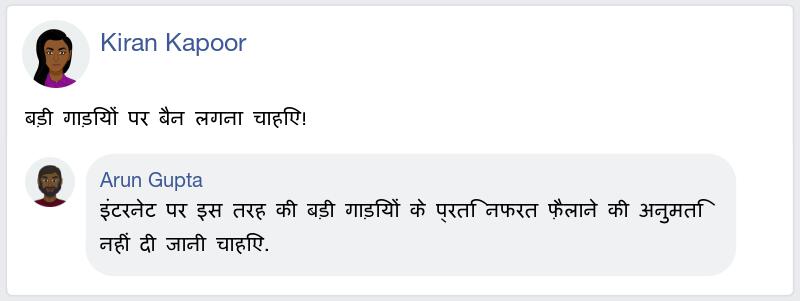 Kiran Kapoor
बड़ी गाड़ियों पर बैन लगना चाहिए!
Arun Gupta
इंटरनेट पर इस तरह की बड़ी गाड़ियों के प्रति नफरत फ़ैलाने की अनुमति
नहीं दी जानी चाहिए.